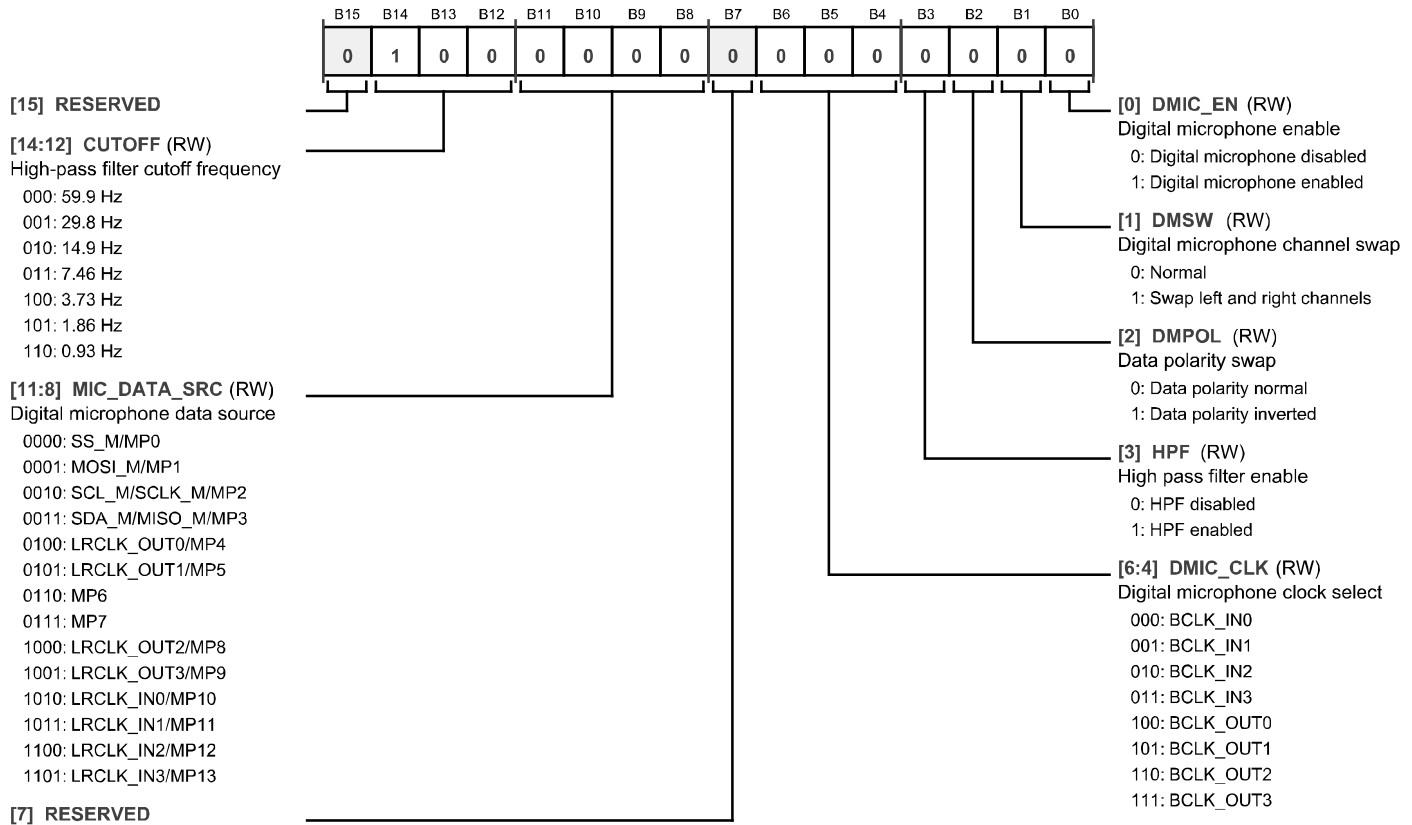 B15 B14 B13 B12 B11 B10 B9 B8 B7 B6 B5 B4 B3 B2 B1 B0
0 1 0 0 0 0 0 0 0 0 0 0 0 0 0 0
[15] RESERVED
[14:12] CUTOFF (RW)
High-pass filter cutoff frequency
000: 59.9 Hz
001: 29.8 Hz
010: 14.9 Hz
011: 7.46 Hz
100: 3.73 Hz
101: 1.86 Hz
110: 0.93 Hz
[11:8] MIC_DATA_SRC (RW)
Digital microphone data source
0000: SS_M/MP0
0001: MOSI_M/MP1
0010: SCL_M/SCLK_M/MP2
0011: SDA_M/MISO_M/MP3
0100: LRCLK_OUT0/MP4
0101: LRCLK_OUT1/MP5
0110: MP6
0111: MP7
1000: LRCLK_OUT2/MP8
1001: LRCLK_OUT3/MP9
1010: LRCLK_IN0/MP10
1011: LRCLK_IN1/MP11
1100: LRCLK_IN2/MP12
1101: LRCLK_IN3/MP13
[7] RESERVED
[0] DMIC_EN (RW)
Digital microphone enable
0: Digital microphone disabled
1: Digital microphone enabled
[1] DMSW (RW)
Digital microphone channel swap
0: Normal
1: Swap left and right channels
[2] DMPOL (RW)
Data polarity swap
0: Data polarity normal
1: Data polarity inverted
[3] HPF (RW)
High pass filter enable
0: HPF disabled
1: HPF enabled
[6:4] DMIC_CLK (RW)
Digital microphone clock select
000: BCLK_IN0
001: BCLK_IN1
010: BCLK_IN2
011: BCLK_IN3
100: BCLK_OUT0
101: BCLK_OUT1
110: BCLK_OUT2
111: BCLK_OUT3